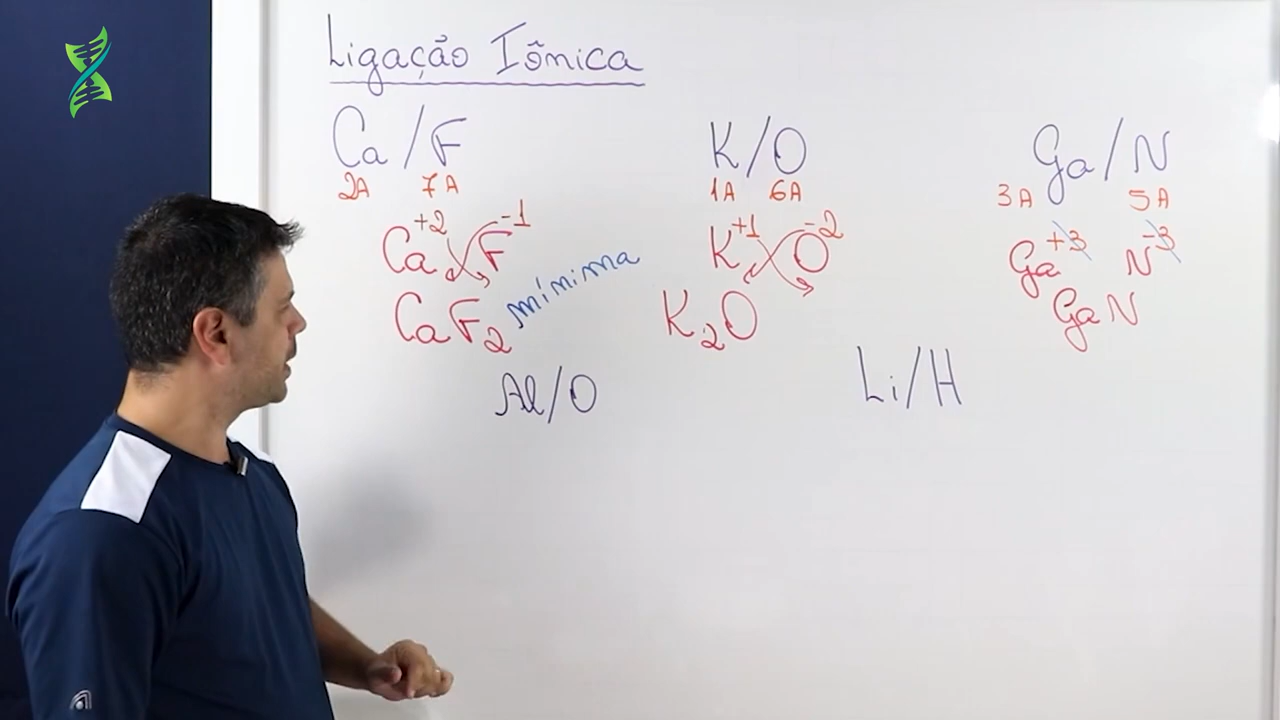 Ligação Iônica
Ca/F K/O Ga/N
2A 7A 1A 6A 3A 5A
Ca+2 F-1 K+1 O-2 Ga+3 N-3
CaF2 mínima K2O GaN
Al/O Li/H